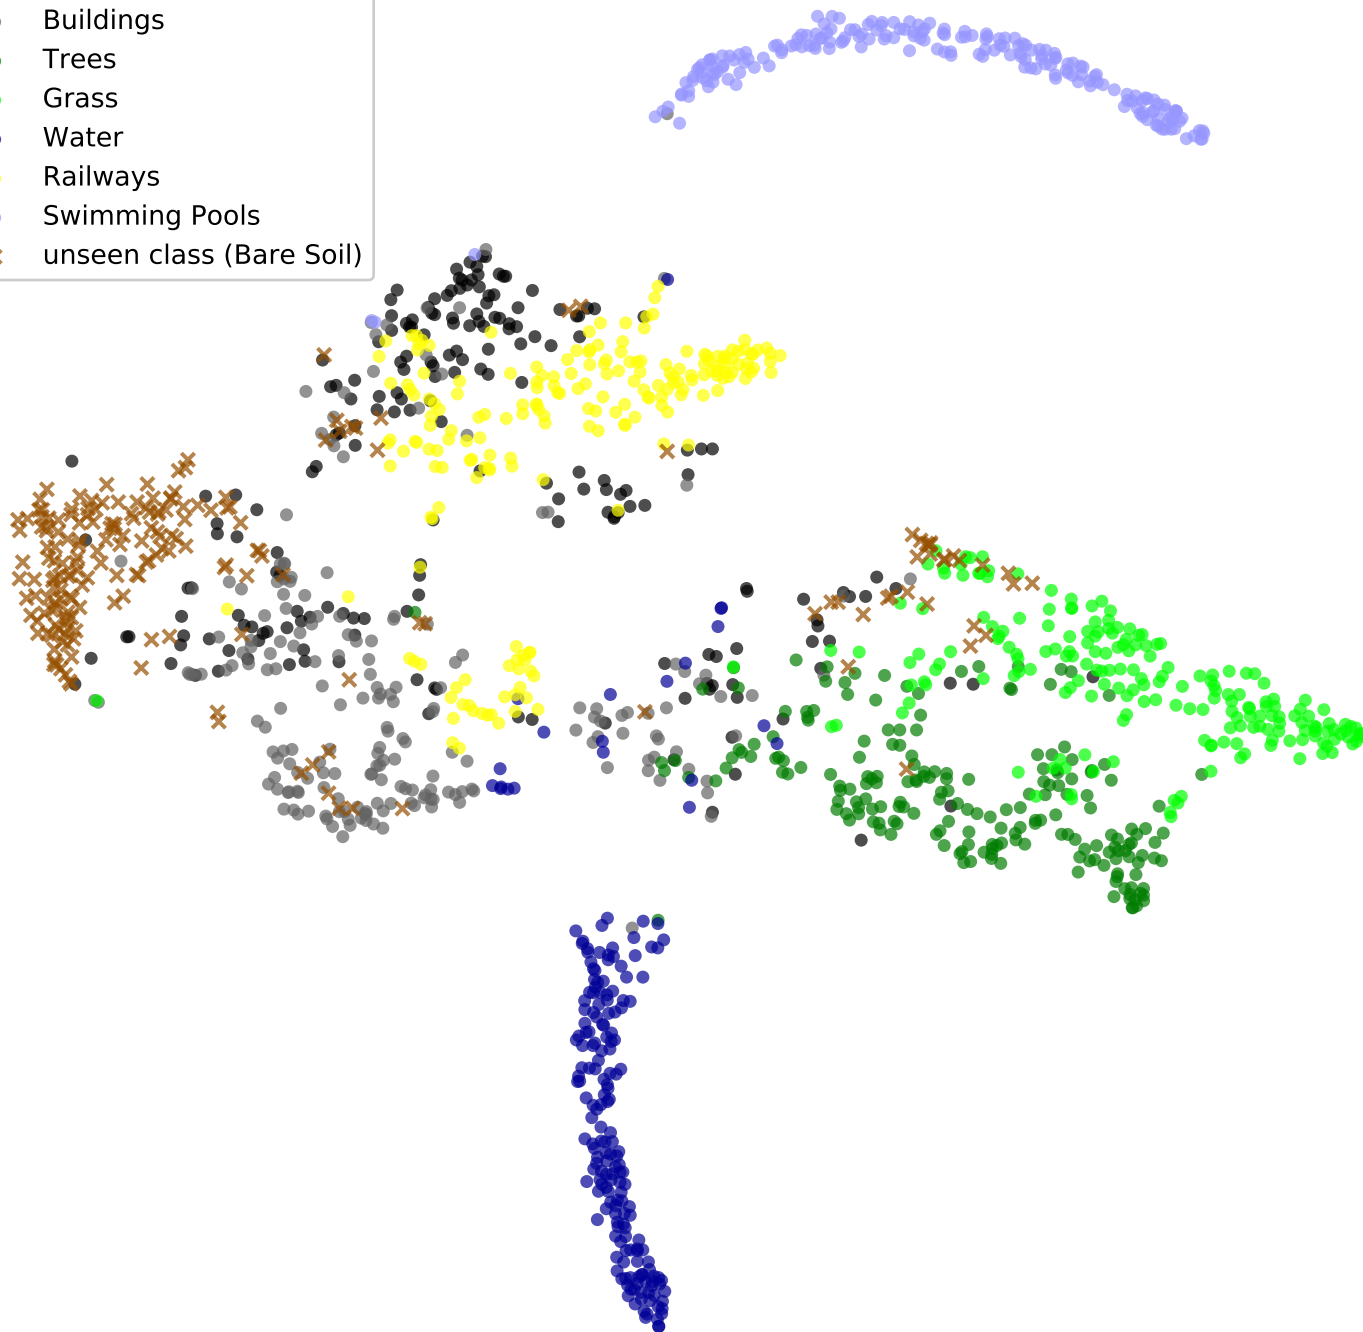 Buildings
Trees
Grass
Water
Railways
Swimming Pools
unseen class (Bare Soil)